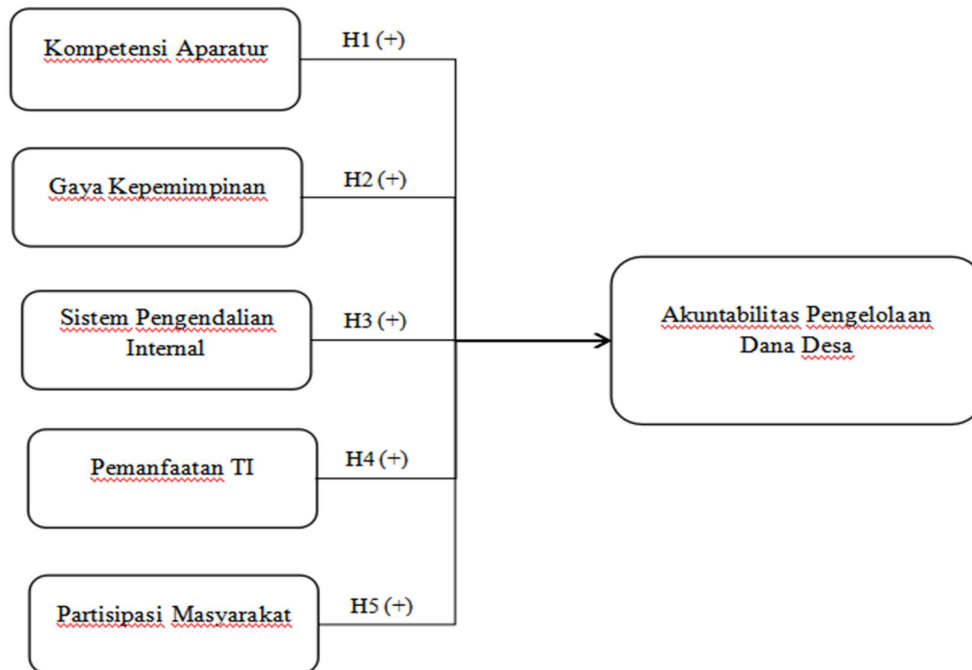 Kompetensi Aparatur
H1 (+)
Gaya Kepemimpinan
H2 (+)
Sistem Pengendalian
Internal
H3 (+)
Akuntabilitas Pengelolaan
Dana Desa
Pemanfaatan TI
H4 (+)
Partisipasi Masyarakat
H5 (+)